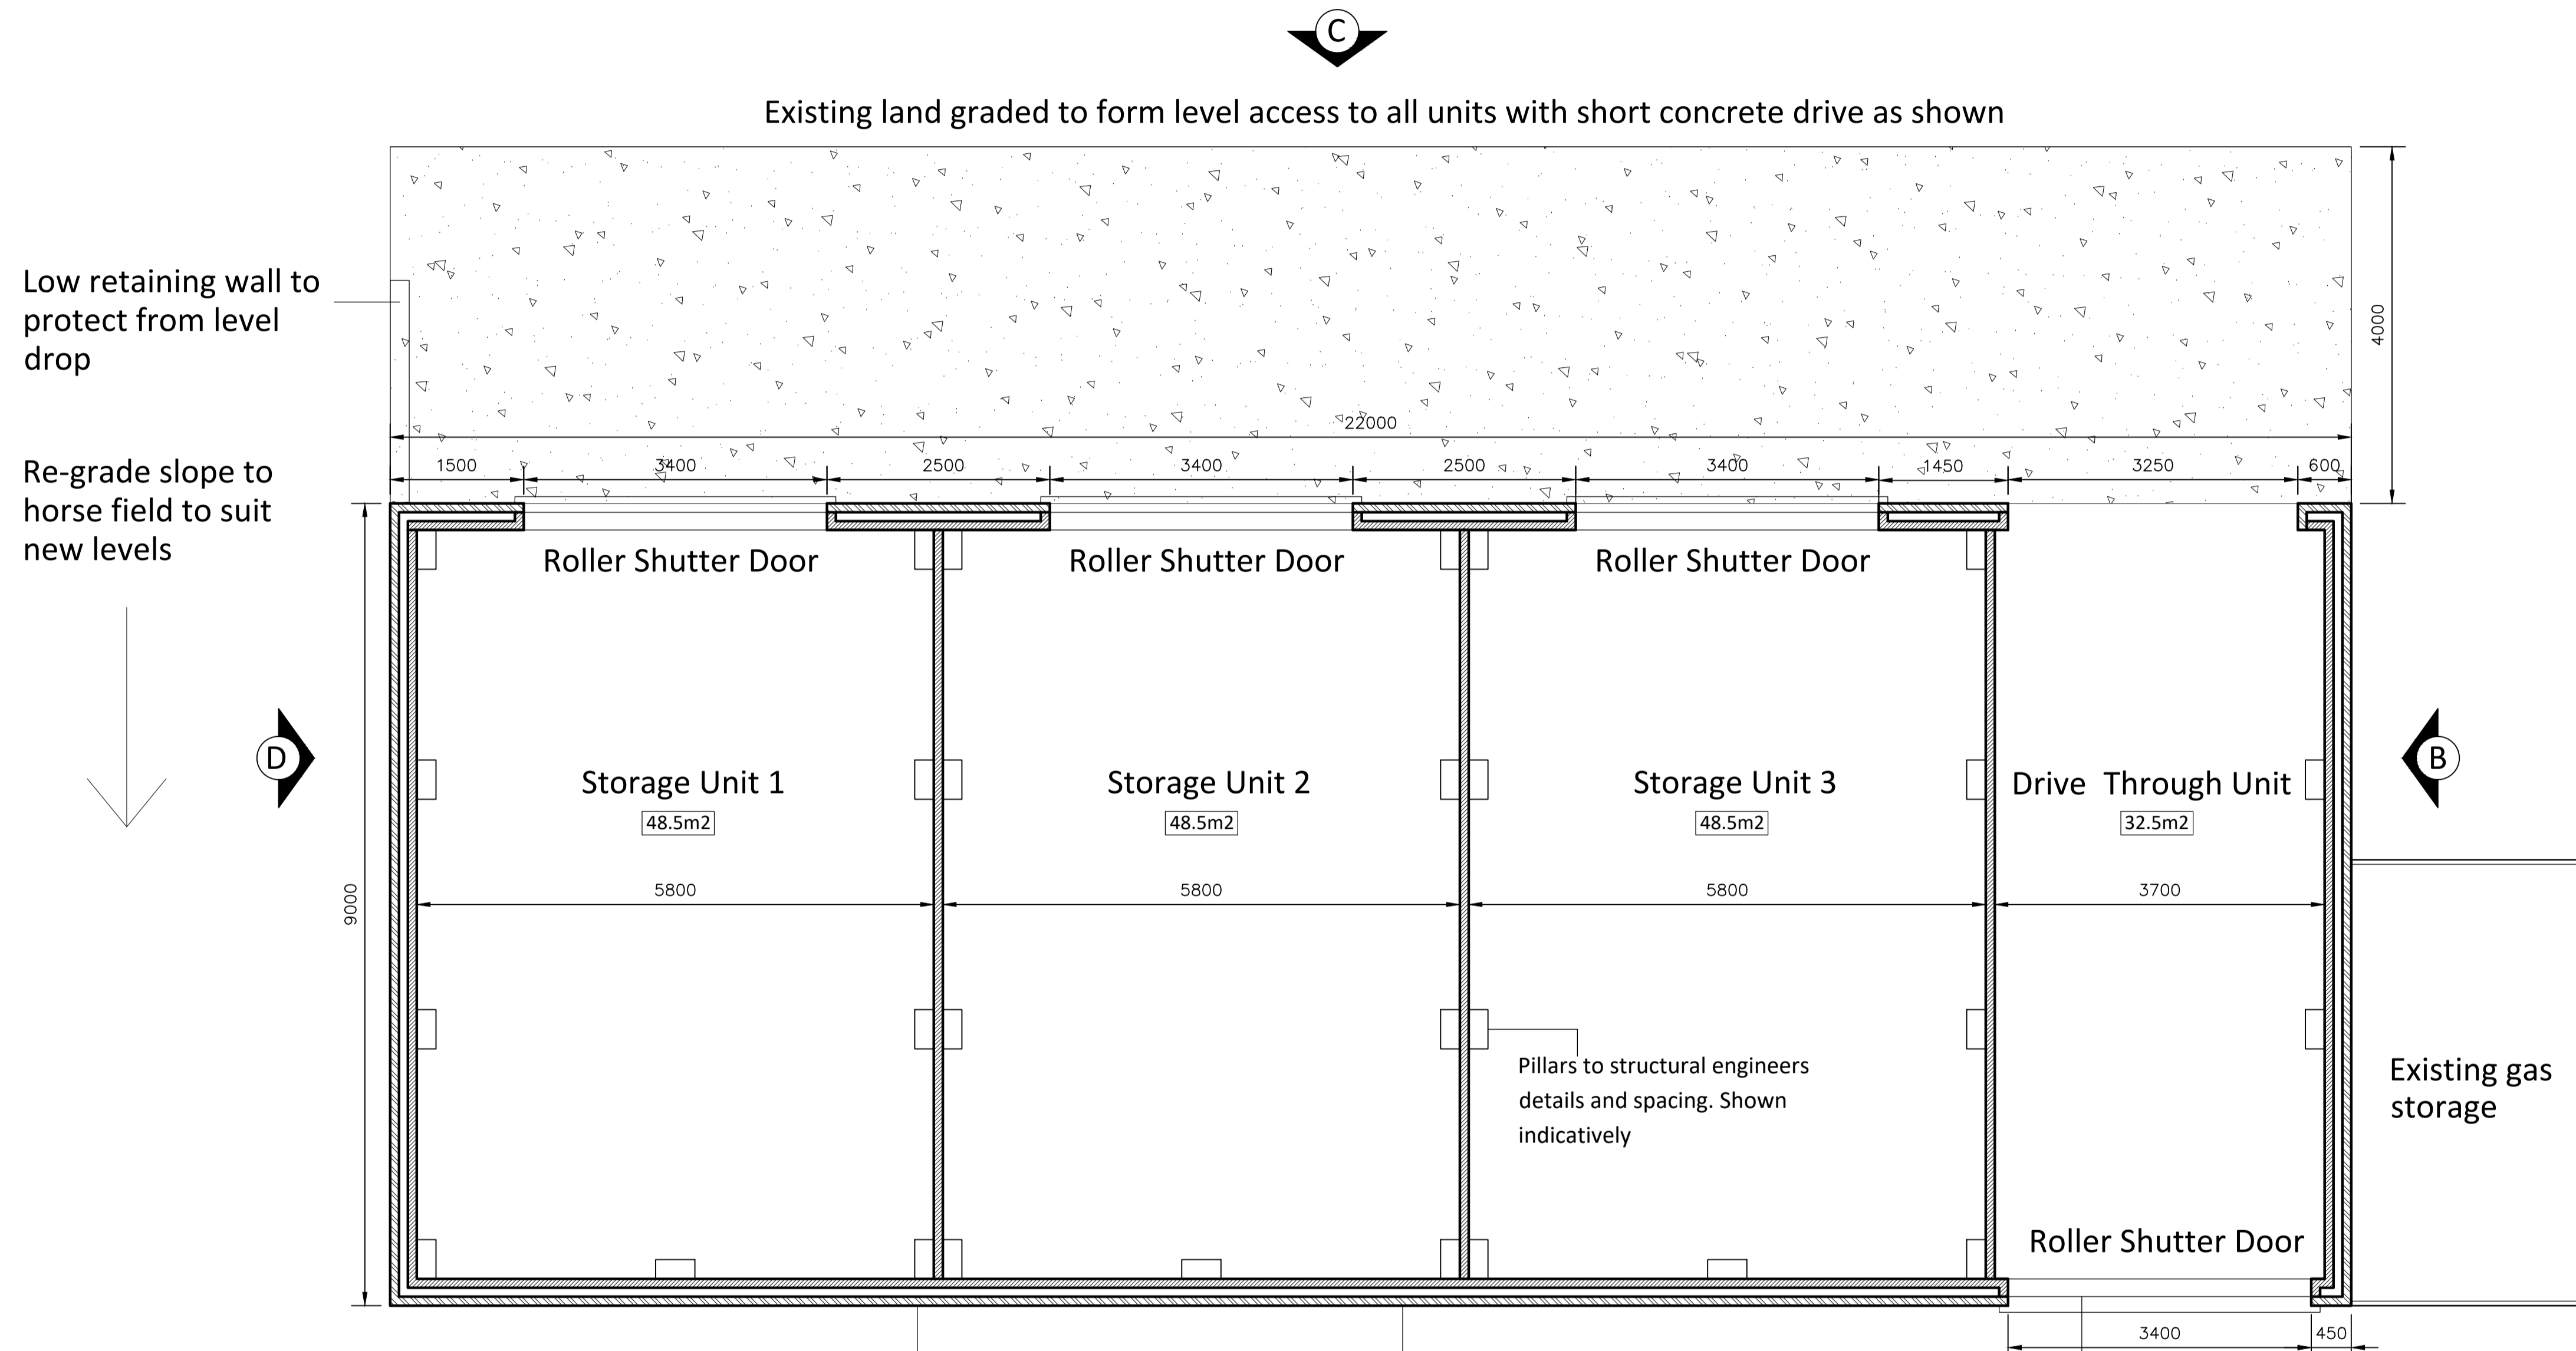 C
Existing land graded to form level access to all units with short concrete drive as shown
Low retaining wall to
protect from level
drop
4000
22000
1500 3400 2500 3400 2500 3400 1450 3250 600
Re-grade slope to
horse field to suit
new levels
Roller Shutter Door Roller Shutter Door Roller Shutter Door
D
B
Storage Unit 1 Storage Unit 2 Storage Unit 3 Drive Through Unit
48.5m2 48.5m2 48.5m2 32.5m2
9000
5800 5800 5800 3700
Pillars to structural engineers
details and spacing. Shown
indicatively
Existing gas
storage
Roller Shutter Door
3400 450